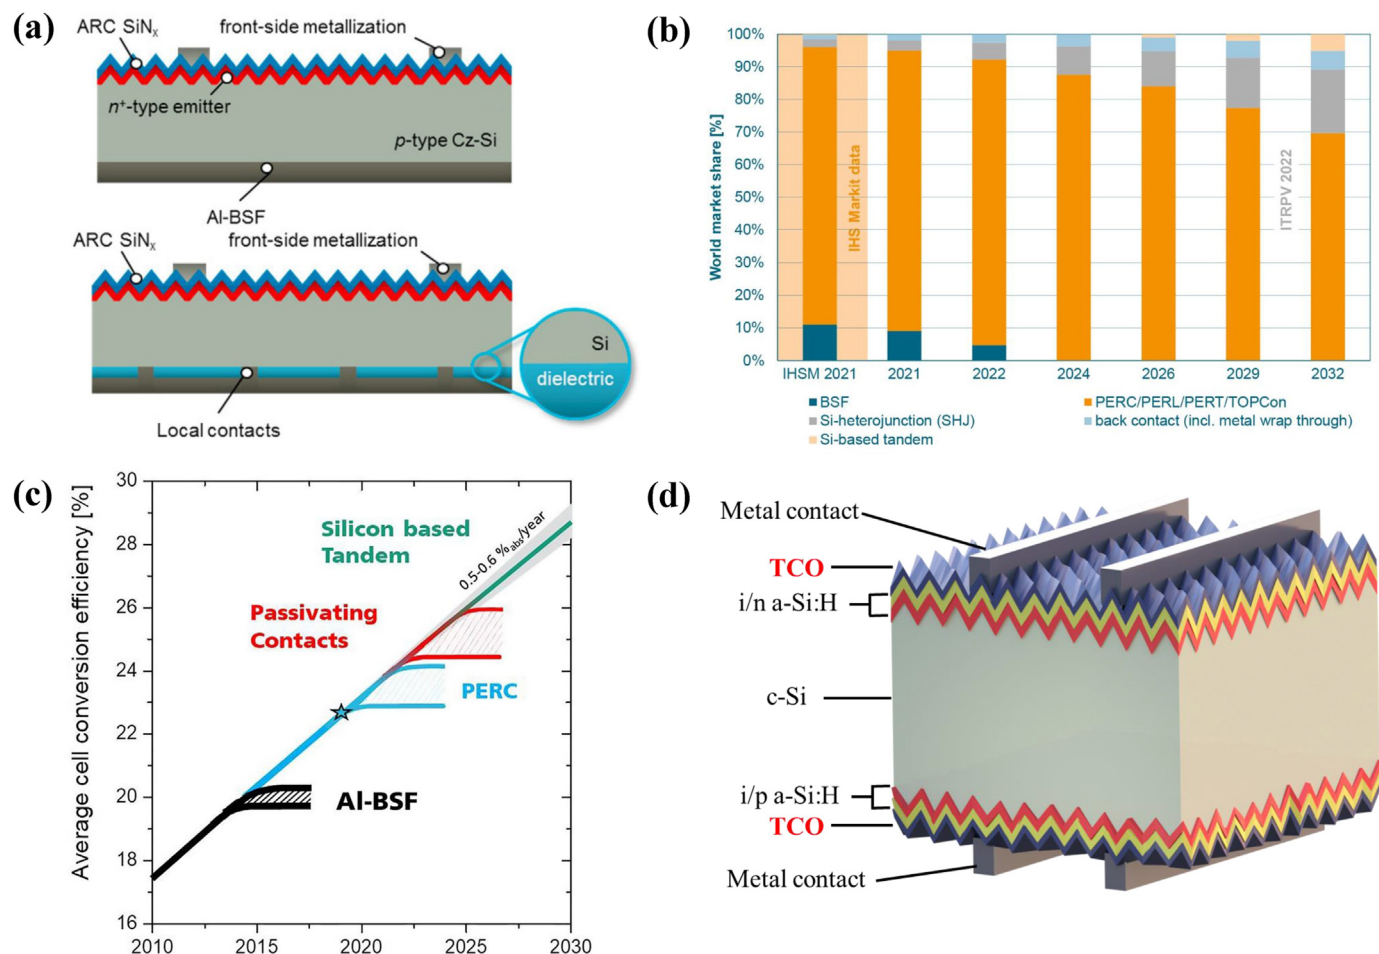 (a)
ARC SiNx
front-side metallization
n⁺-type emitter
p-type Cz-Si
Al-BSF
ARC SiNx
front-side metallization
Si
dielectric
Local contacts
(b)
World market share [%]
100%
90%
80%
70%
60%
50%
40%
30%
20%
10%
0%
IHS Markit data
ITRPV 2022
IHSM 2021 2021 2022 2024 2026 2029 2032
BSF PERC/PERL/PERT/TOPCon
Si-heterojunction (SHJ) back contact (incl. metal wrap through)
Si-based tandem
(c)
Average cell conversion efficiency [%]
30
28
26
24
22
20
18
16
Silicon based
Tandem
0.5-0.6 %abs/year
Passivating
Contacts
PERC
Al-BSF
2010 2015 2020 2025 2030
(d)
Metal contact
TCO
i/n a-Si:H
c-Si
i/p a-Si:H
TCO
Metal contact